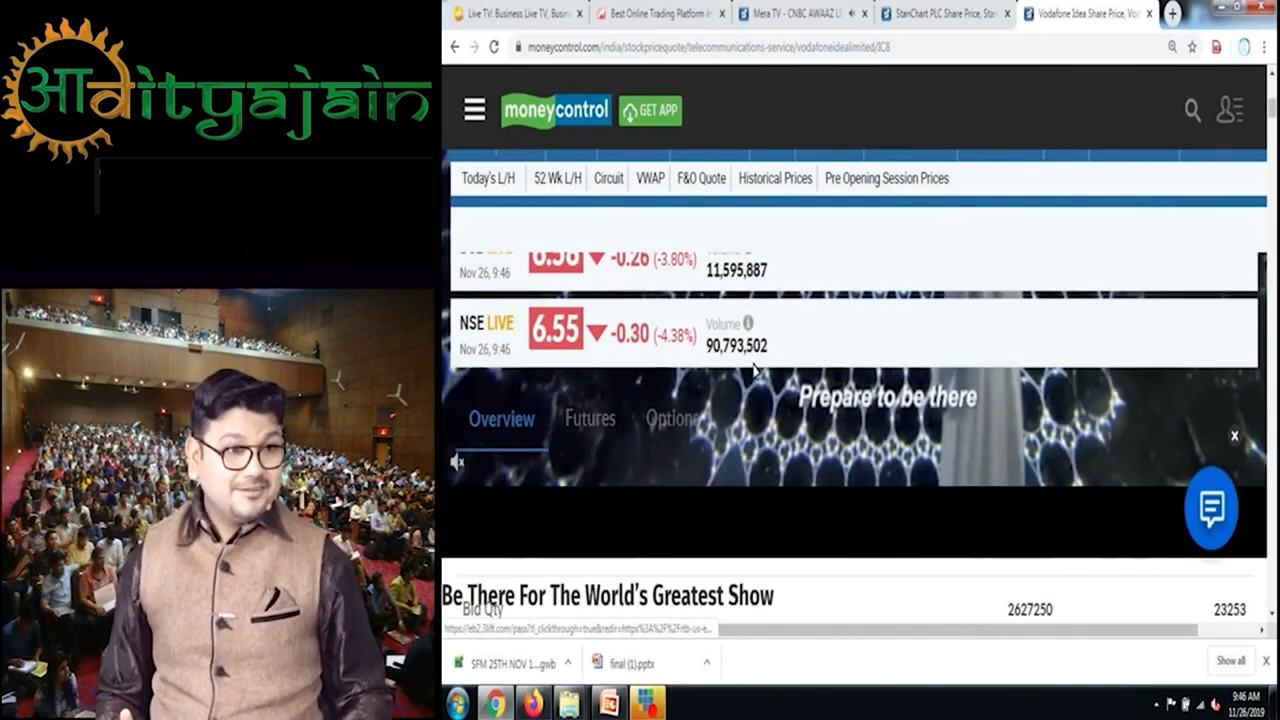 आdityajain
Live TV: Business Live TV, Busin
Best Online Trading Platform in
Mera TV - CNBC AWAAZ L
StanChart PLC Share Price, Sta
Vodafone Idea Share Price, Vo
moneycontrol.com/india/stockpricequote/telecommunications-service/vodafoneidealimited/IC8
moneycontrol
GET APP
Today's L/H
52 Wk L/H
Circuit
VWAP
F&O Quote
Historical Prices
Pre Opening Session Prices
-0.26 (-3.80%)
Nov 26, 9:46
11,595,887
NSE LIVE
6.55
-0.30 (-4.38%)
Volume
Nov 26, 9:46
90,793,502
Prepare to be there
Overview
Futures
Option
Be There For The World's Greatest Show
Bid Qty
2627250
23253
SFM 25TH NOV 1....gwb
final (1).pptx
Show all
9:46 AM
11/26/2019